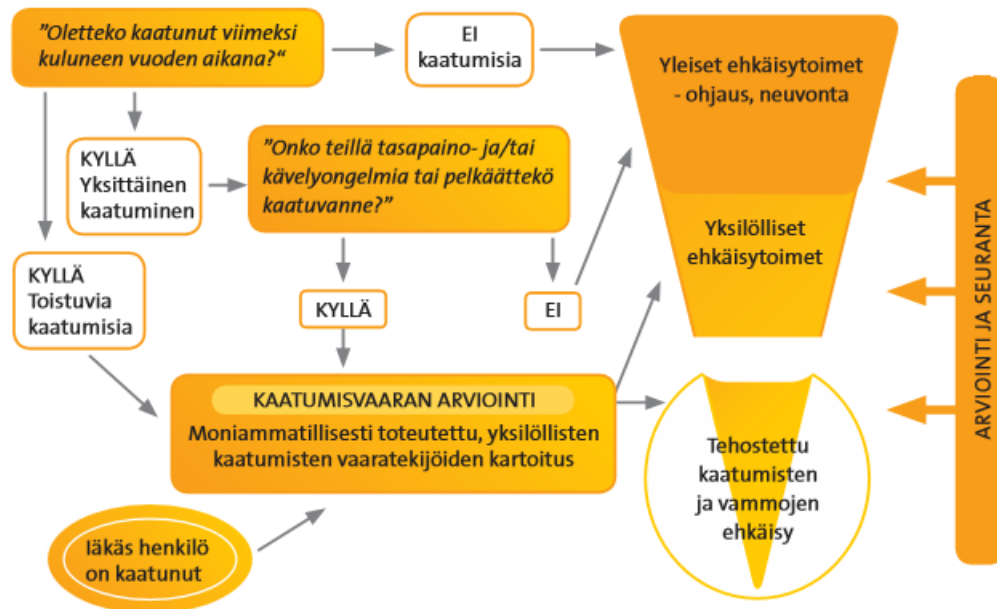 ”Oletteko kaatunut viimeksi
kuluneen vuoden aikana?“
EI
kaatumisia
Yleiset ehkäisytoimet
- ohjaus, neuvonta
KYLLÄ
Yksittäinen
kaatuminen
”Onko teillä tasapaino- ja/tai
kävelyongelmia tai pelkäättekö
kaatuvanne?”
Yksilölliset
ehkäisytoimet
KYLLÄ
Toistuvia
kaatumisia
KYLLÄ
EI
KAATUMISVAARAN ARVIOINTI
Moniammatillisesti toteutettu, yksilöllisten
kaatumisten vaaratekijöiden kartoitus
Tehostettu
kaatumisten
ja vammojen
ehkäisy
Iäkäs henkilö
on kaatunut
ARVIOINTI JA SEURANTA